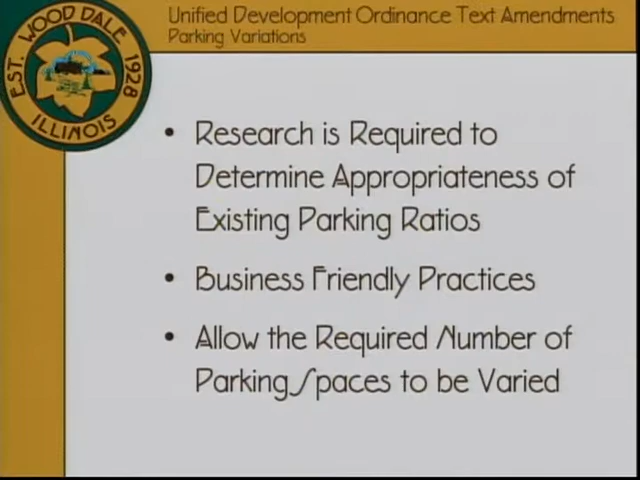 WOOD DALE
EST. 1928
ILLINOIS
Unified Development Ordinance Text Amendments
Parking Variations
• Research is Required to
Determine Appropriateness of
Existing Parking Ratios
• Business Friendly Practices
• Allow the Required Number of
Parking Spaces to be Varied